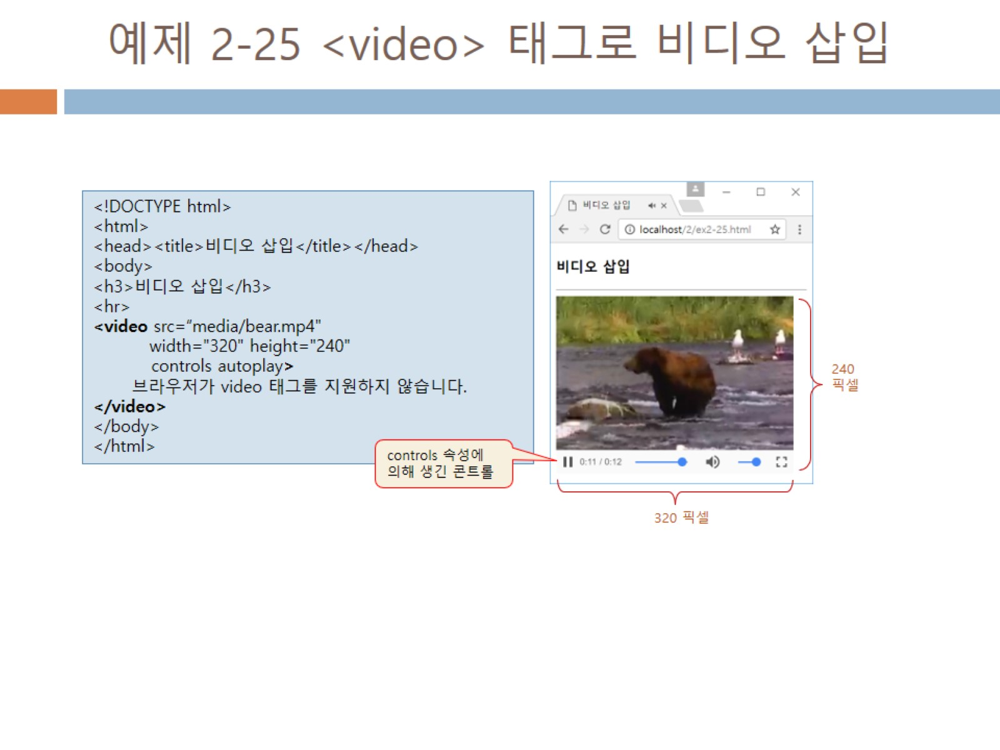 예제 2-25 <video> 태그로 비디오 삽입
<!DOCTYPE html>
<html>
<head><title>비디오 삽입</title></head>
<body>
<h3>비디오 삽입</h3>
<hr>
<video src=“media/bear.mp4"
width="320" height="240"
controls autoplay>
브라우저가 video 태그를 지원하지 않습니다.
</video>
</body>
</html>
controls 속성에
의해 생긴 콘트롤
비디오 삽입
localhost/2/ex2-25.html
비디오 삽입
0:11 / 0:12
240
픽셀
320 픽셀